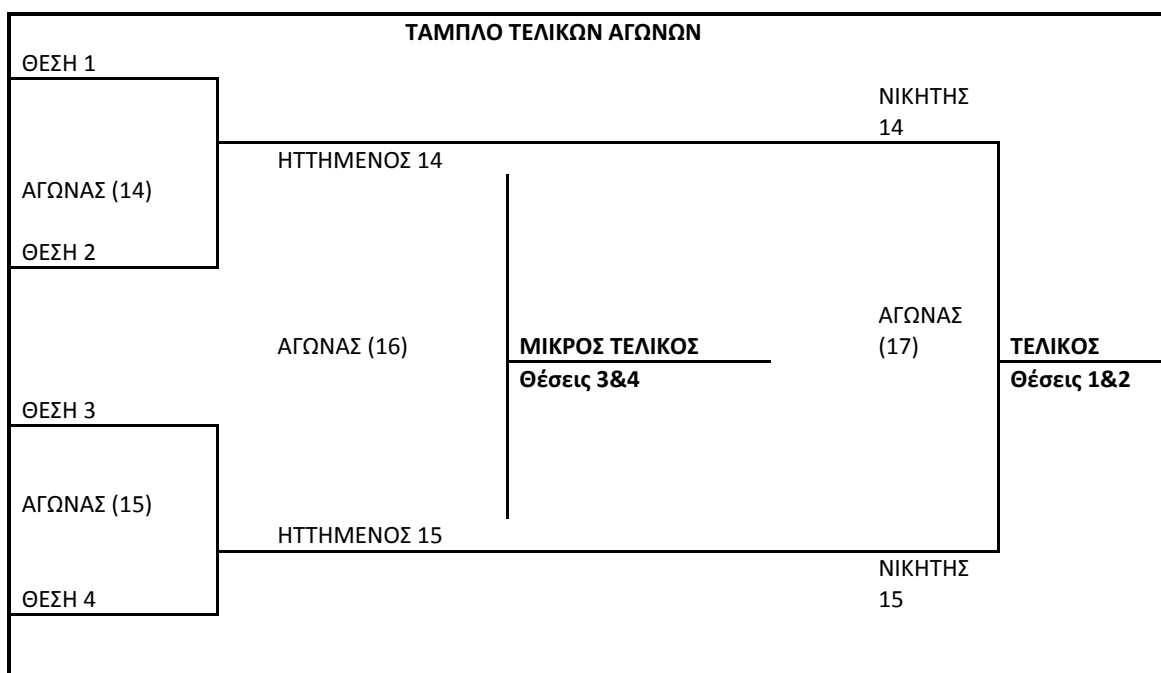 ΤΑΜΠΛΟ ΤΕΛΙΚΩΝ ΑΓΩΝΩΝ
ΘΕΣΗ 1
ΝΙΚΗΤΗΣ
14
ΗΤΤΗΜΕΝΟΣ 14
ΑΓΩΝΑΣ (14)
ΘΕΣΗ 2
ΑΓΩΝΑΣ (16)
ΜΙΚΡΟΣ ΤΕΛΙΚΟΣ
Θέσεις 3&4
ΑΓΩΝΑΣ
(17)
ΤΕΛΙΚΟΣ
Θέσεις 1&2
ΘΕΣΗ 3
ΑΓΩΝΑΣ (15)
ΗΤΤΗΜΕΝΟΣ 15
ΝΙΚΗΤΗΣ
15
ΘΕΣΗ 4